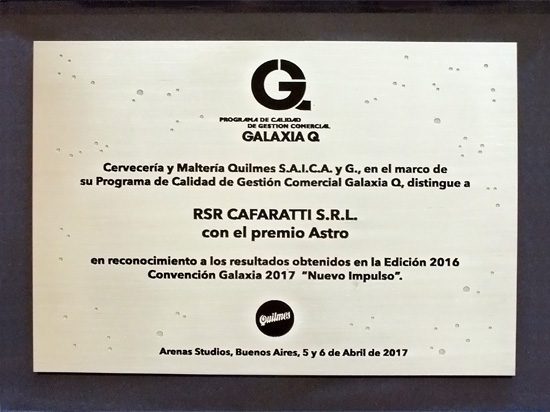 PROGRAMA DE CALIDAD
DE GESTION COMERCIAL
GALAXIA Q
Cervecería y Maltería Quilmes S.A.I.C.A. y G., en el marco de
su Programa de Calidad de Gestión Comercial Galaxia Q, distingue a
RSR CAFARATTI S.R.L.
con el premio Astro
en reconocimiento a los resultados obtenidos en la Edición 2016
Convención Galaxia 2017 "Nuevo Impulso".
Quilmes
Arenas Studios, Buenos Aires, 5 y 6 de Abril de 2017